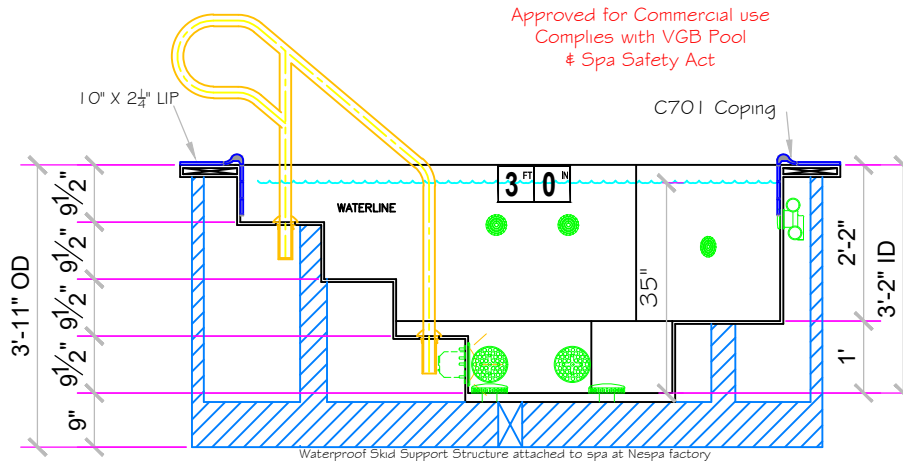 Approved for Commercial use
Complies with VGB Pool
& Spa Safety Act
10" X 2¼" LIP
C701 Coping
3 FT 0 IN
WATERLINE
9½"
9½"
9½"
9½"
9"
3'-11" OD
35"
2'-2"
1'
3'-2" ID
Waterproof Skid Support Structure attached to spa at Nespa factory